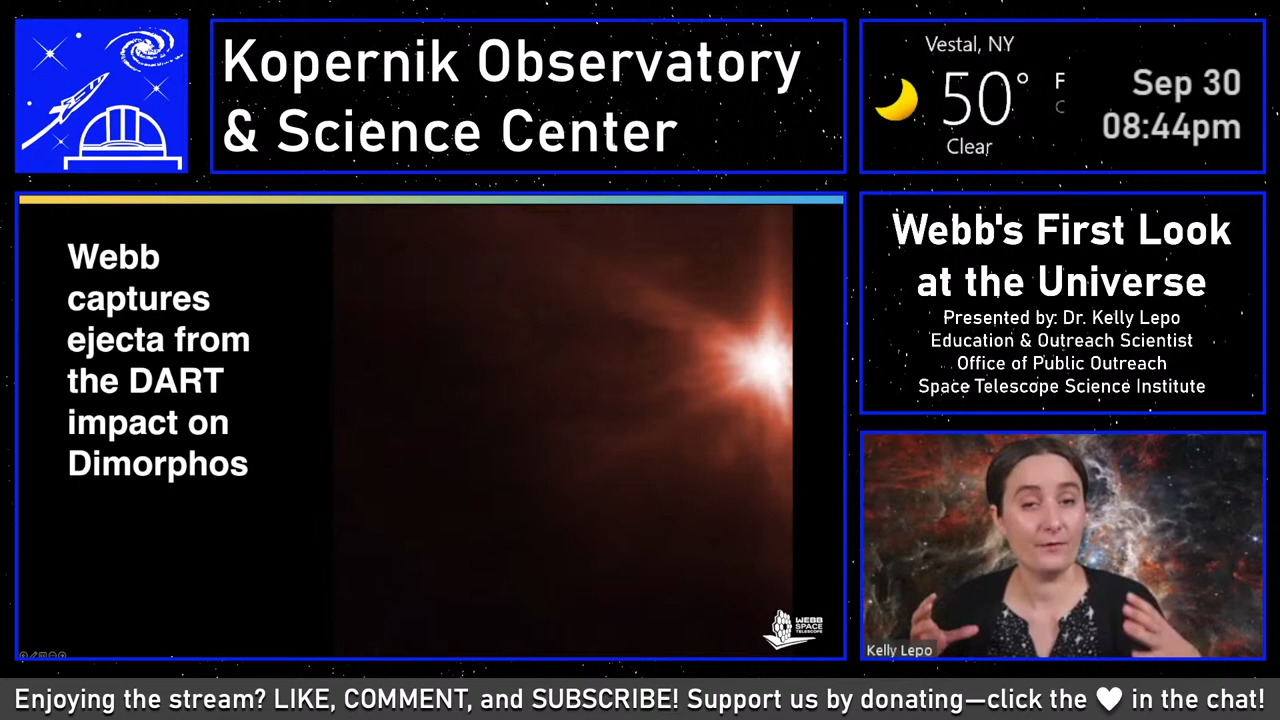 Kopernik Observatory
& Science Center
Vestal, NY
50° F
C
Clear
Sep 30
08:44pm
Webb
captures
ejecta from
the DART
impact on
Dimorphos
WEBB
SPACE
TELESCOPE
Webb's First Look
at the Universe
Presented by: Dr. Kelly Lepo
Education & Outreach Scientist
Office of Public Outreach
Space Telescope Science Institute
Kelly Lepo
Enjoying the stream? LIKE, COMMENT, and SUBSCRIBE! Support us by donating—click the ♥ in the chat!